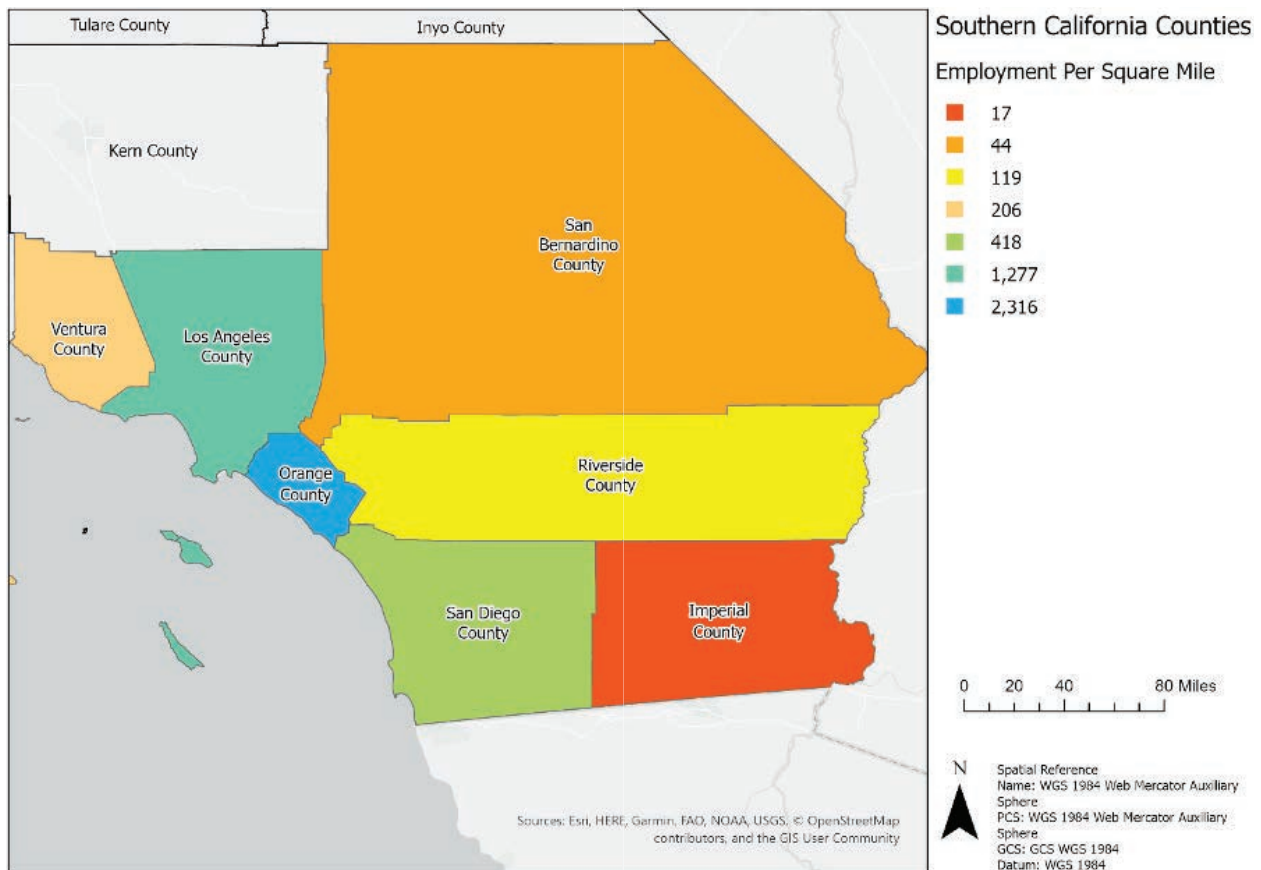 Tulare County
Inyo County
Kern County
San
Bernardino
County
Ventura
County
Los Angeles
County
Orange
County
Riverside
County
San Diego
County
Imperial
County
Sources: Esri, HERE, Garmin, FAO, NOAA, USGS, © OpenStreetMap
contributors, and the GIS User Community
Southern California Counties
Employment Per Square Mile
17
44
119
206
418
1,277
2,316
0 20 40 80 Miles
N
Spatial Reference
Name: WGS 1984 Web Mercator Auxiliary
Sphere
PCS: WGS 1984 Web Mercator Auxiliary
Sphere
GCS: GCS WGS 1984
Datum: WGS 1984